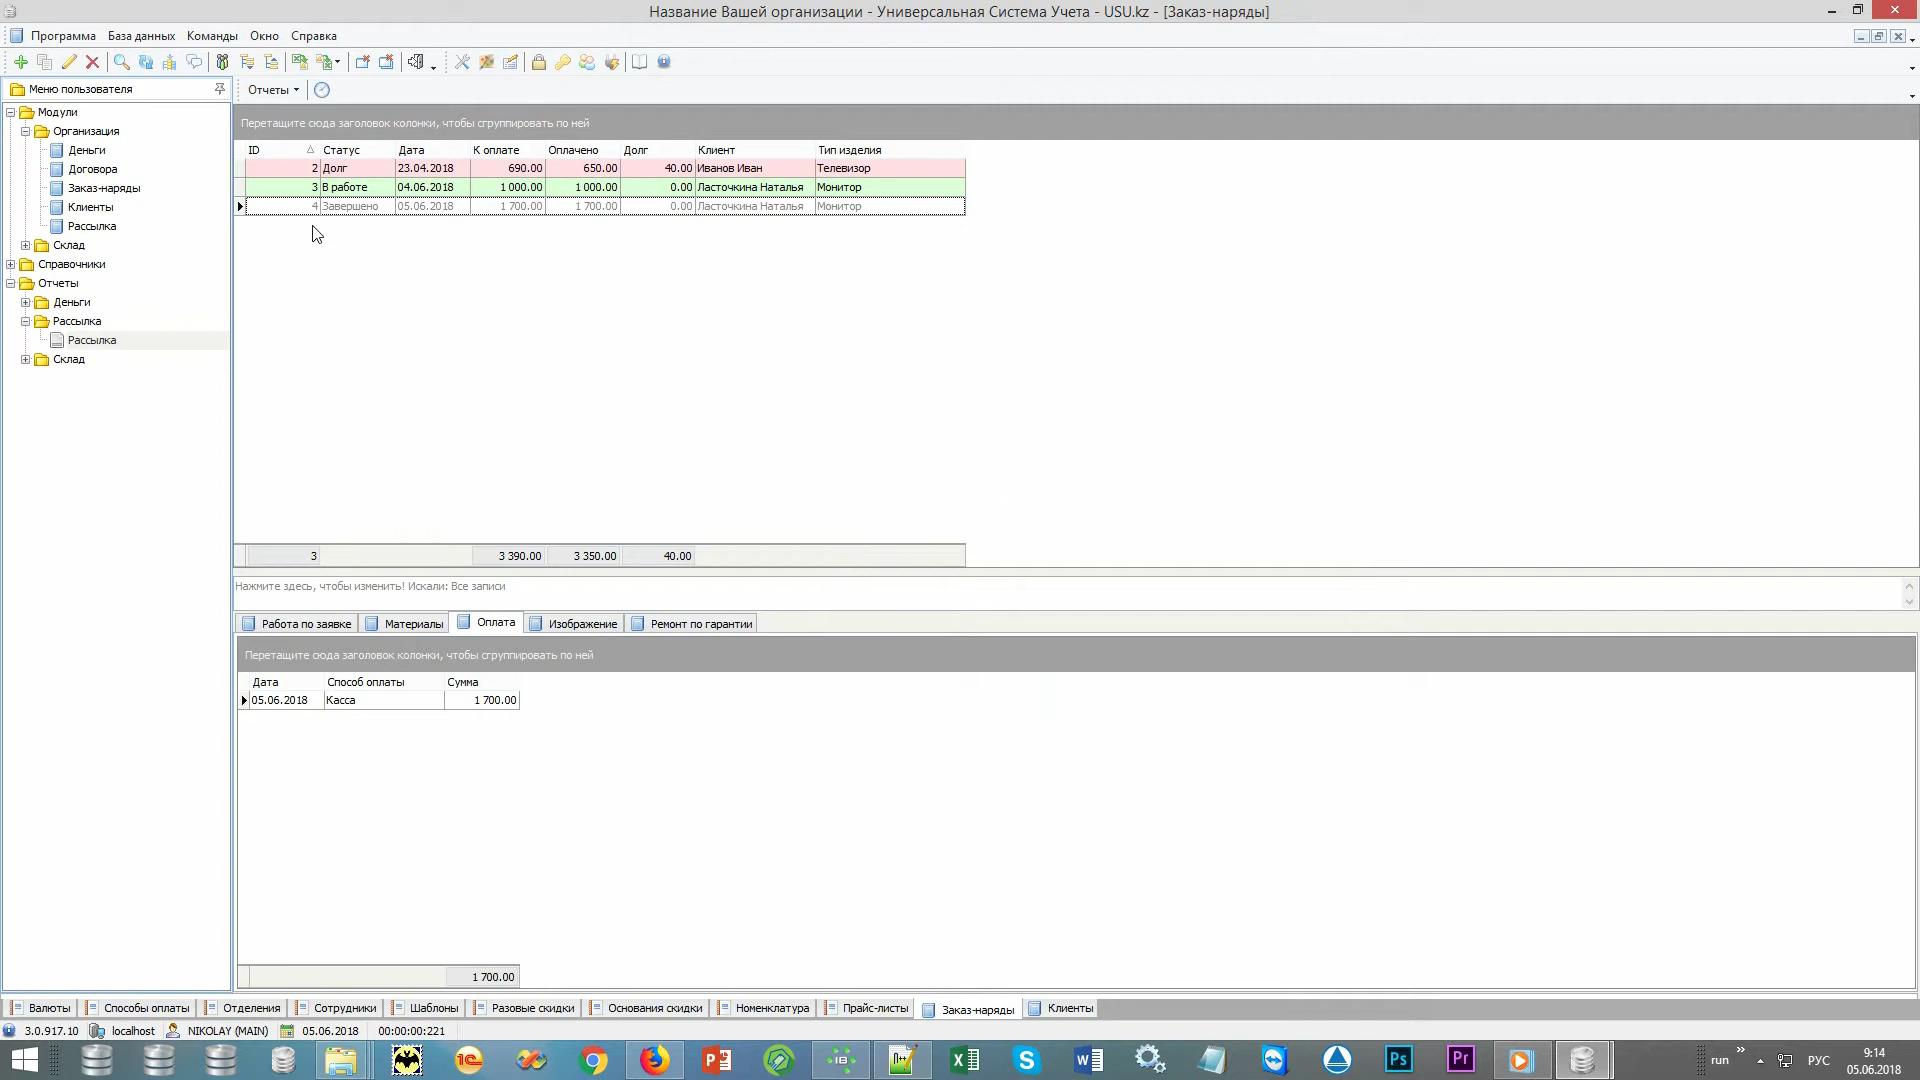 Название Вашей организации - Универсальная Система Учета - USU.kz - [Заказ-наряды]
Программа База данных Команды Окно Справка
Меню пользователя
Отчеты
Модули
Организация
Деньги
Договора
Заказ-наряды
Клиенты
Рассылка
Склад
Справочники
Отчеты
Деньги
Рассылка
Рассылка
Склад
Перетащите сюда заголовок колонки, чтобы сгруппировать по ней
ID Статус Дата К оплате Оплачено Долг Клиент Тип изделия
2 Долг 23.04.2018 690.00 650.00 40.00 Иванов Иван Телевизор
3 В работе 04.06.2018 1 000.00 1 000.00 0.00 Ласточкина Наталья Монитор
4 Завершено 05.06.2018 1 700.00 1 700.00 0.00 Ласточкина Наталья Монитор
3 3 390.00 3 350.00 40.00
Нажмите здесь, чтобы изменить! Искали: Все записи
Работа по заявке Материалы Оплата Изображение Ремонт по гарантии
Перетащите сюда заголовок колонки, чтобы сгруппировать по ней
Дата Способ оплаты Сумма
05.06.2018 Касса 1 700.00
1 700.00
Валюты Способы оплаты Отделения Сотрудники Шаблоны Разовые скидки Основания скидки Номенклатура Прайс-листы Заказ-наряды Клиенты
3.0.917.10 localhost NIKOLAY (MAIN) 05.06.2018 00:00:00:221
run » РУС 9:14
05.06.2018